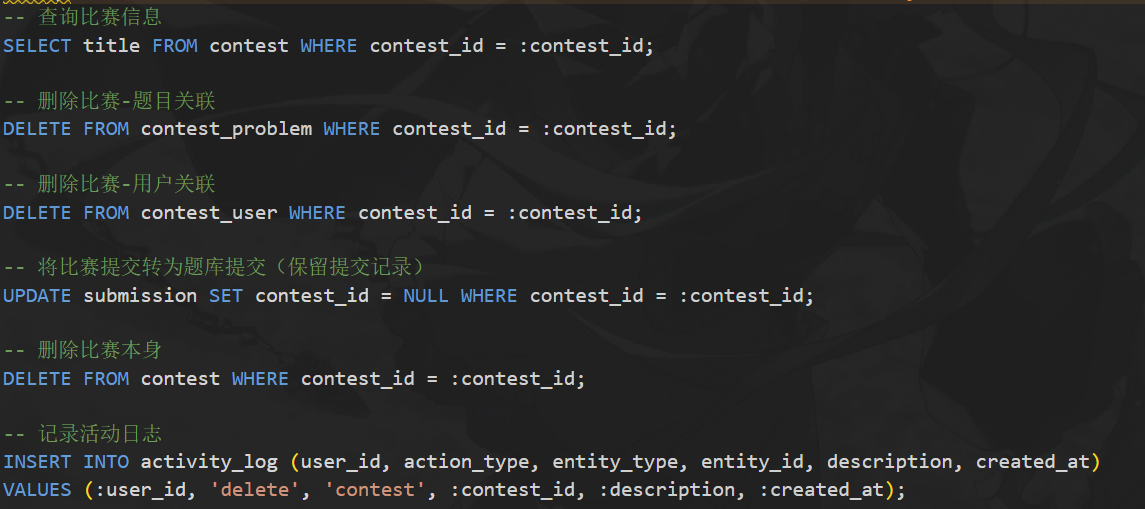 -- 查询比赛信息
SELECT title FROM contest WHERE contest_id = :contest_id;
-- 删除比赛-题目关联
DELETE FROM contest_problem WHERE contest_id = :contest_id;
-- 删除比赛-用户关联
DELETE FROM contest_user WHERE contest_id = :contest_id;
-- 将比赛提交转为题库提交（保留提交记录）
UPDATE submission SET contest_id = NULL WHERE contest_id = :contest_id;
-- 删除比赛本身
DELETE FROM contest WHERE contest_id = :contest_id;
-- 记录活动日志
INSERT INTO activity_log (user_id, action_type, entity_type, entity_id, description, created_at)
VALUES (:user_id, 'delete', 'contest', :contest_id, :description, :created_at);